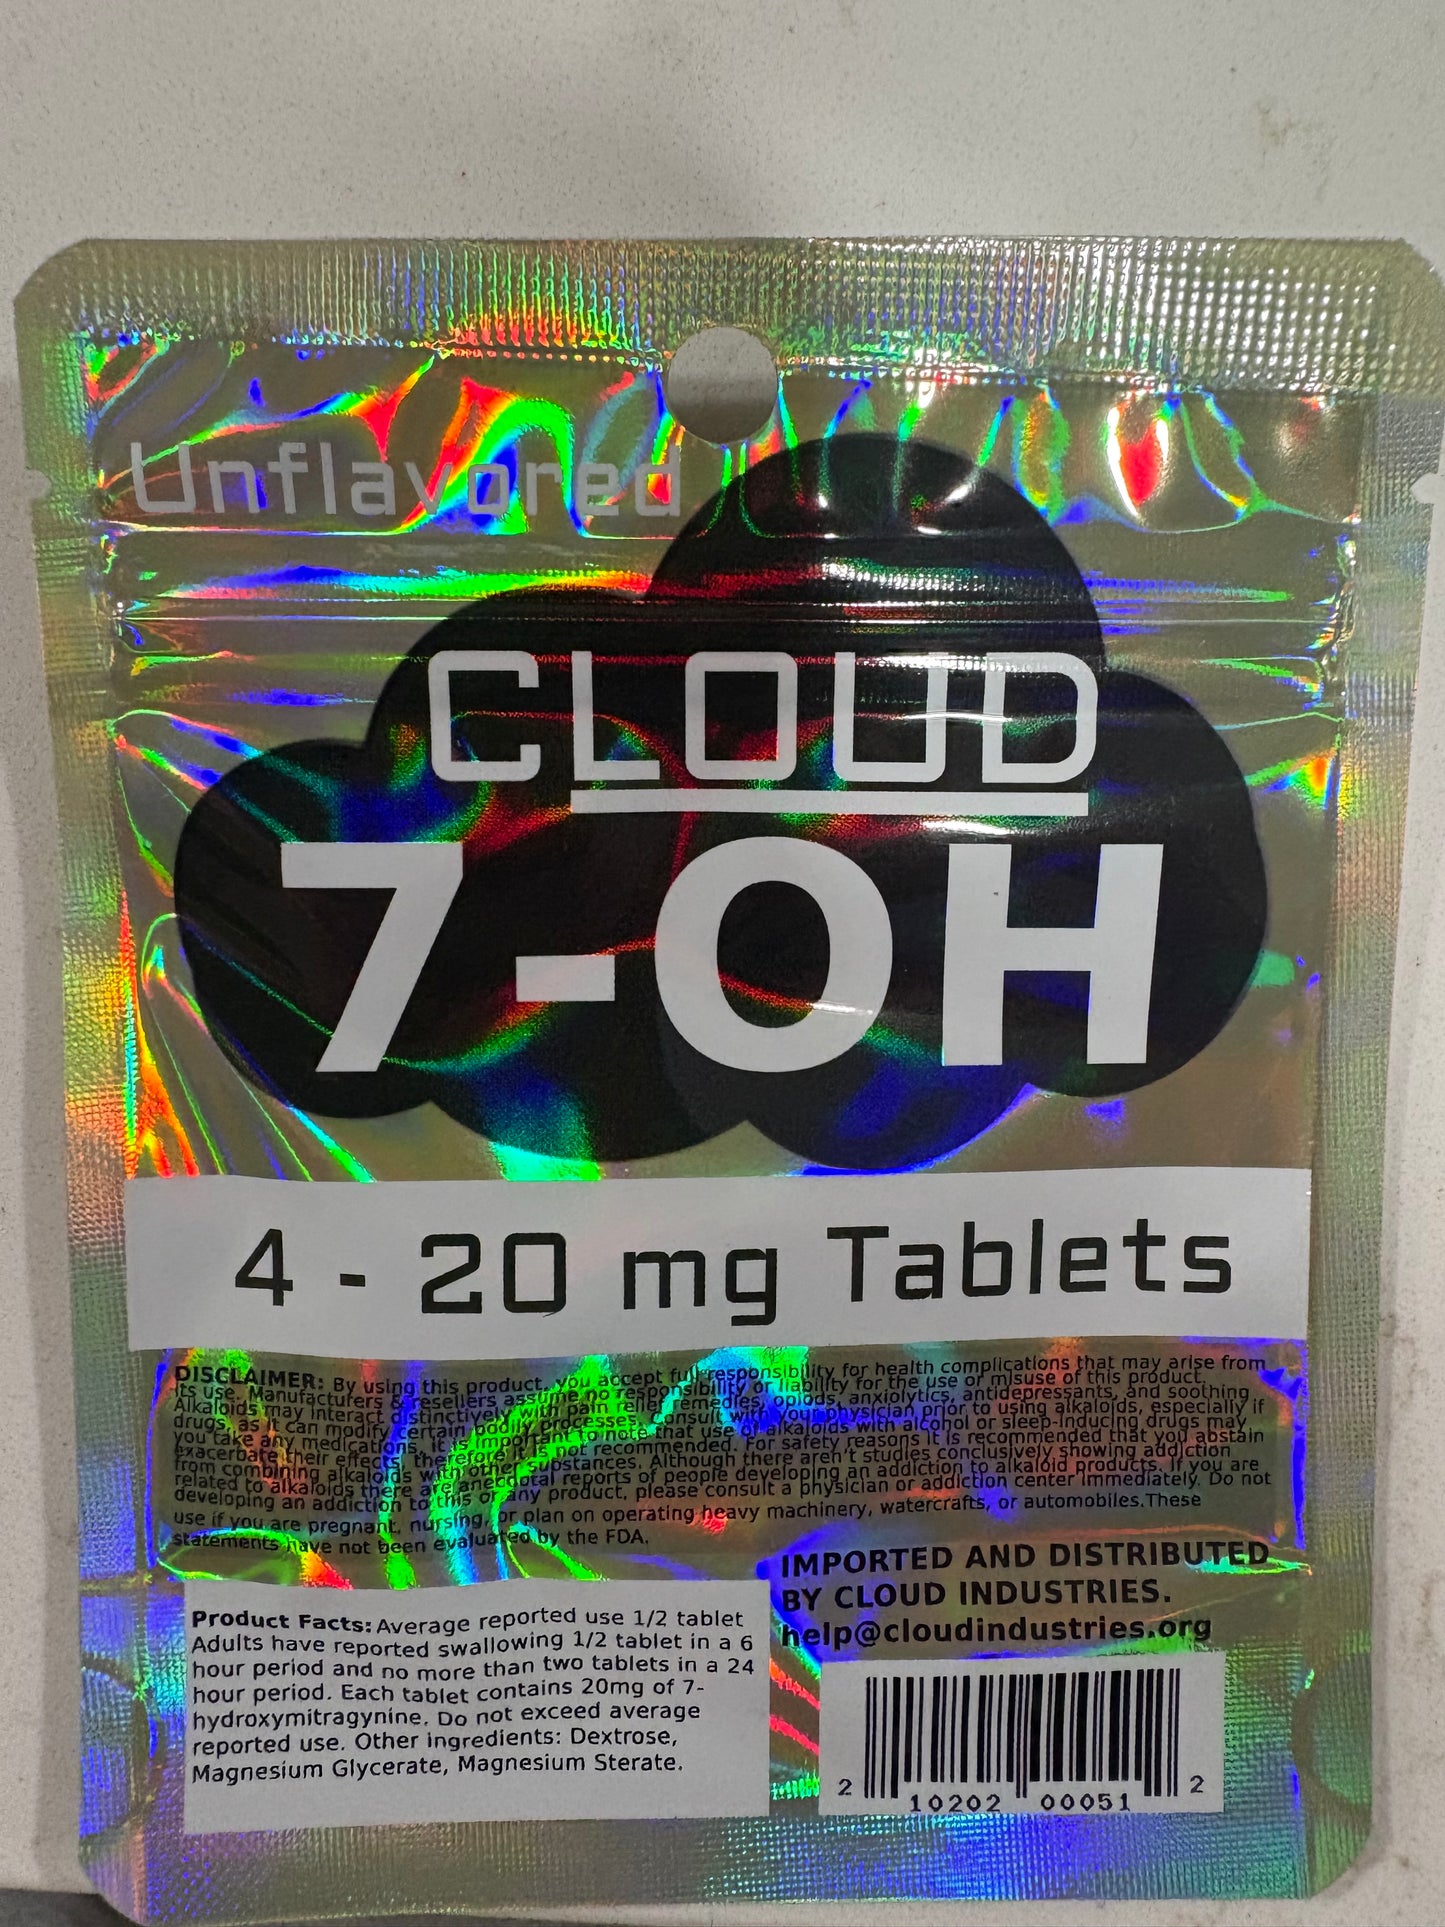 Unflavored
CLOUD
7-OH
4 - 20 mg Tablets
DISCLAIMER: By using this product, you accept full responsibility for health complications that may arise from
its use. Manufacturers & resellers assume no responsibility or liability for the use or misuse of this product.
Alkaloids may interact distinctively with pain relief remedies, opiods, anxiolytics, antidepressants, and soothing
drugs, as it can modify certain bodily processes. Consult with your physician prior to using alkaloids, especially if
you take any medications. It is important to note that use of alkaloids with alcohol or sleep-inducing drugs may
exacerbate their effects, therefore it is not recommended. For safety reasons it is recommended that you abstain
from combining alkaloids with other substances. Although there aren't studies conclusively showing addiction
related to alkaloids there are anecdotal reports of people developing an addiction to alkaloid products. If you are
developing an addiction to this or any product, please consult a physician or addiction center immediately. Do not
use if you are pregnant, nursing, or plan on operating heavy machinery, watercrafts, or automobiles.These
statements have not been evaluated by the FDA.
IMPORTED AND DISTRIBUTED
BY CLOUD INDUSTRIES.
help@cloudindustries.org
Product Facts: Average reported use 1/2 tablet
Adults have reported swallowing 1/2 tablet in a 6
hour period and no more than two tablets in a 24
hour period. Each tablet contains 20mg of 7-
hydroxymitragynine. Do not exceed average
reported use. Other ingredients: Dextrose,
Magnesium Glycerate, Magnesium Sterate.
2 10202 00051 2